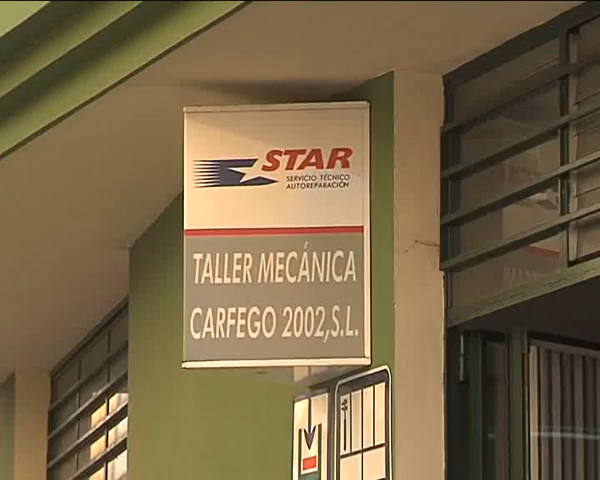 STAR
SERVICIO TÉCNICO
AUTOREPARACIÓN
TALLER MECÁNICA
CARFEGO 2002,S.L.